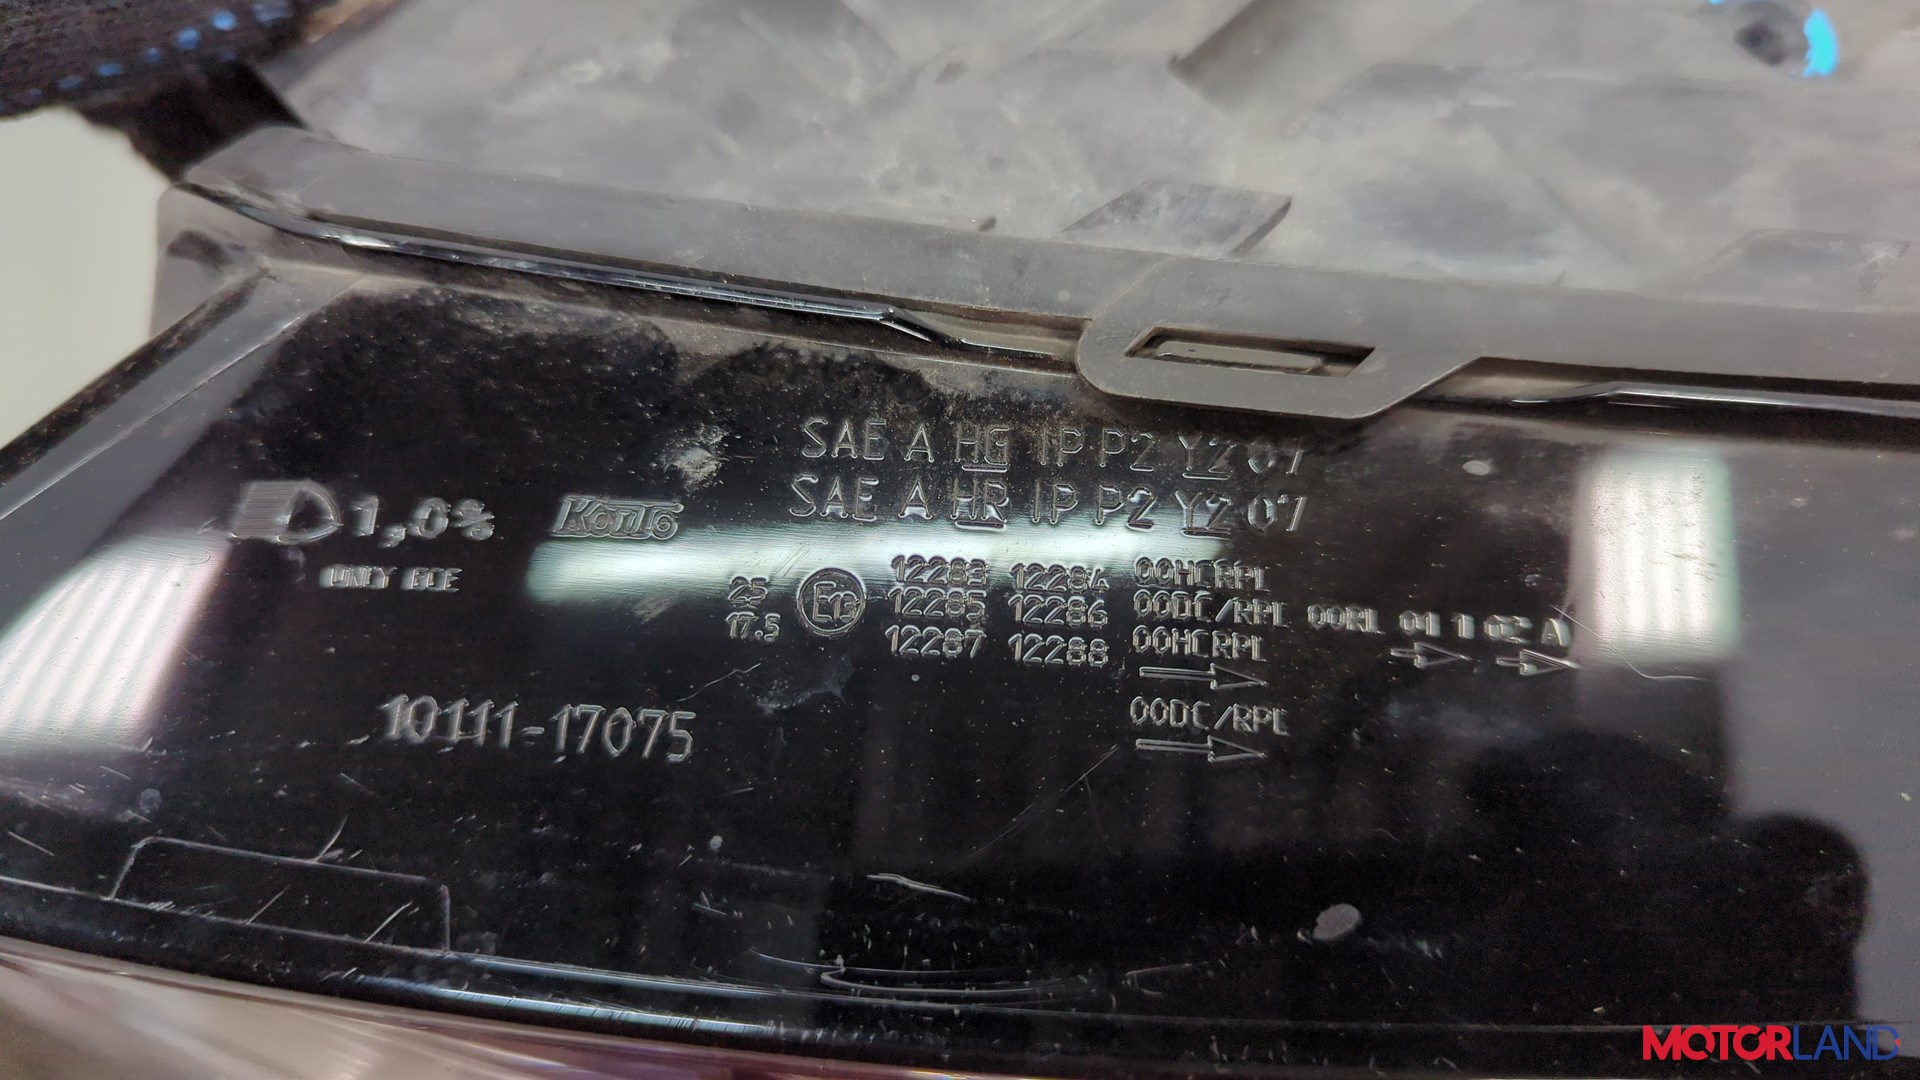 SAE A HG IP P2 Y2 07
SAE A HR IP P2 Y2 07
1,0%
KOITO
ONLY ECE
25
17.5
E13
12283 12284 00HCRPL
12285 12286 00DC/RPL 00RL 01 1 02 A
12287 12288 00HCRPL
00DC/RPL
10111-17075
MOTORLAND